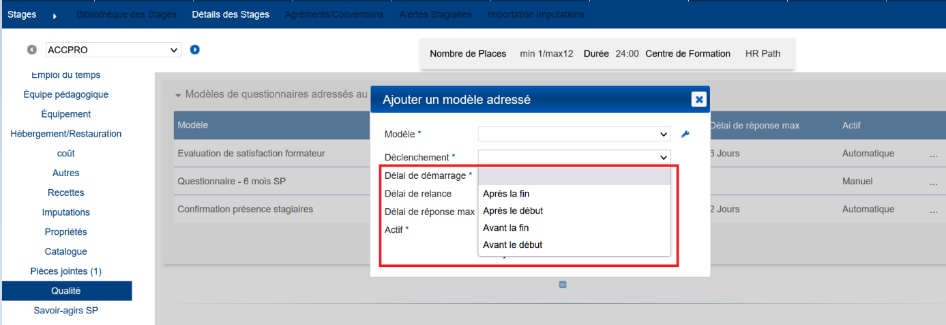 Stages Bibliothèque des Stages Détails des Stages Agréments/Conventions Alertes Stagiaires Importation Imputations
ACCPRO
Nombre de Places min 1/max12 Durée 24:00 Centre de Formation HR Path
Emploi du temps
Équipe pédagogique
Équipement
Hébergement/Restauration
coût
Autres
Recettes
Imputations
Propriétés
Catalogue
Pièces jointes (1)
Qualité
Savoir-agirs SP
Modèles de questionnaires adressés au
Modèle Délai de réponse max Actif
Evaluation de satisfaction formateur 5 Jours Automatique ...
Questionnaire - 6 mois SP Manuel ...
Confirmation présence stagiaires 2 Jours Automatique ...
Ajouter un modèle adressé
Modèle *
Déclenchement *
Délai de démarrage *
Délai de relance
Délai de réponse max
Actif *
Après la fin
Après le début
Avant la fin
Avant le début